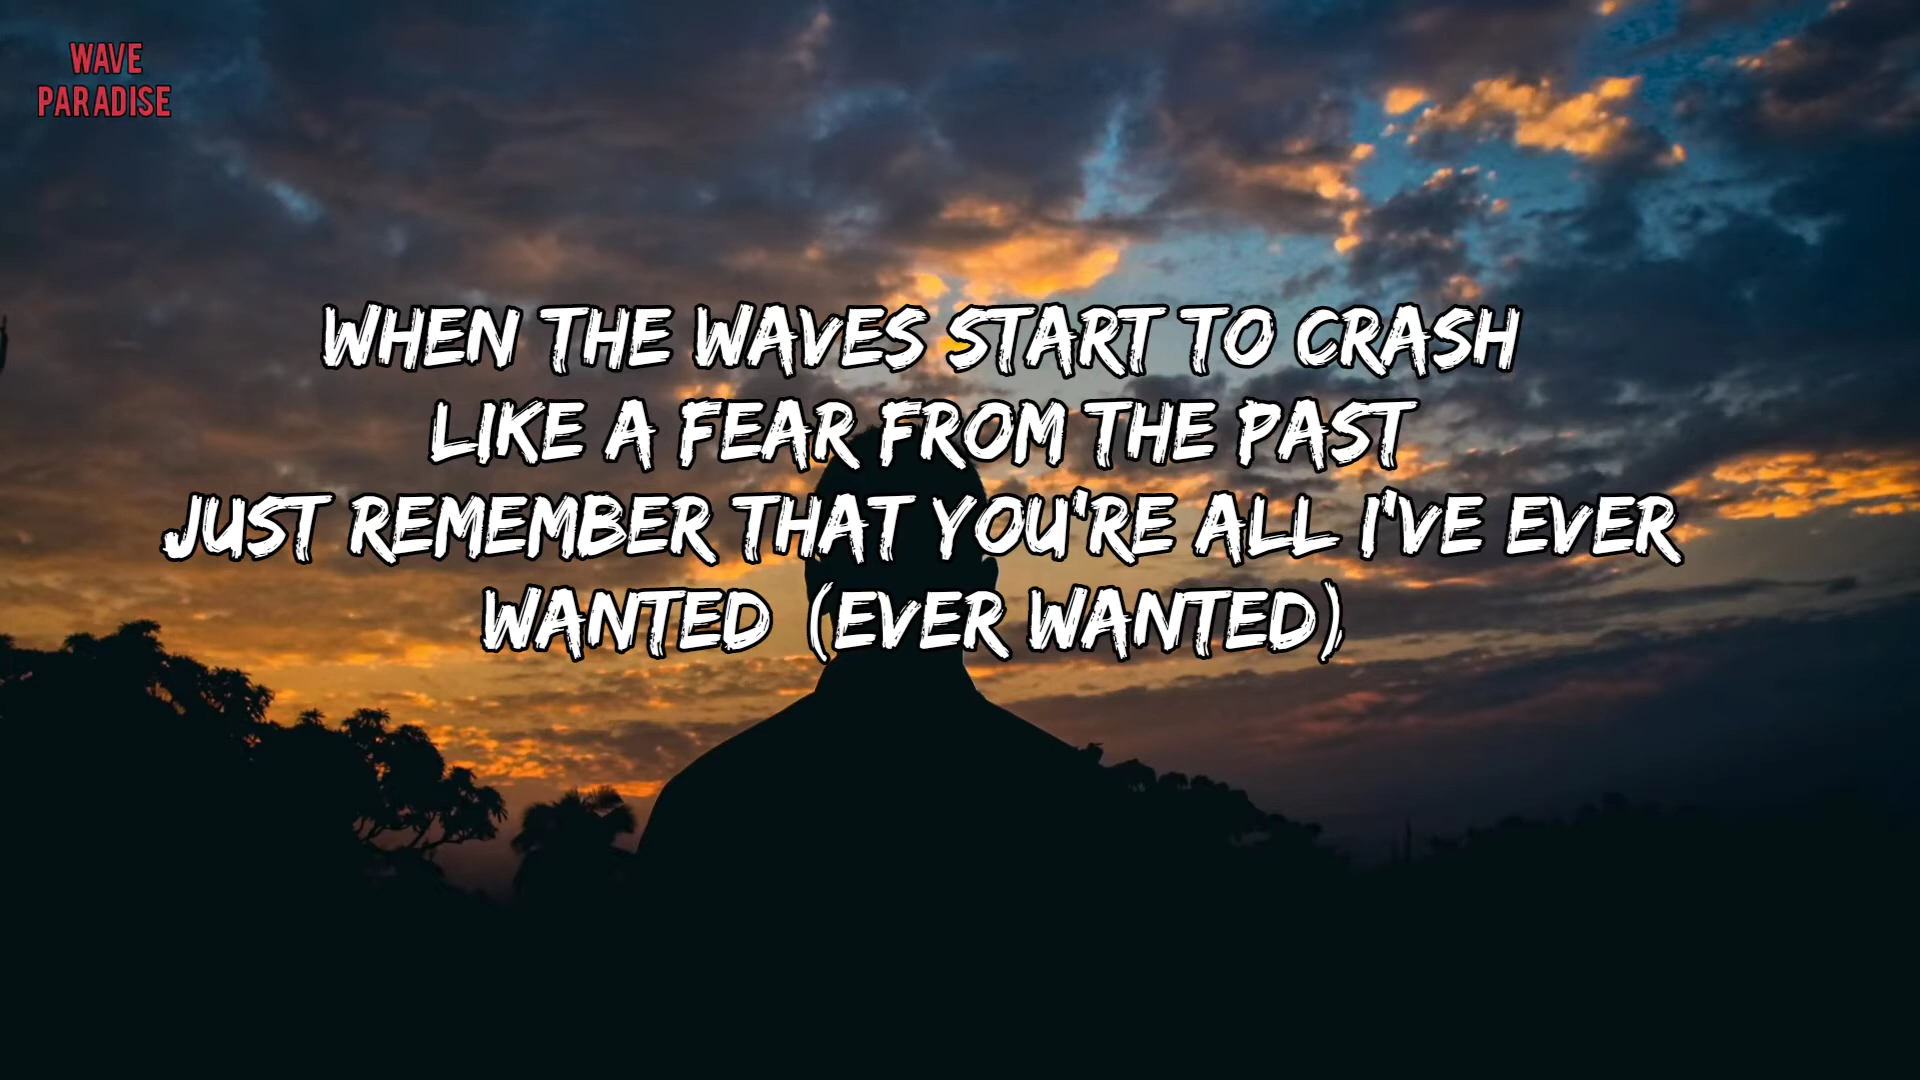 WAVE
PARADISE
WHEN THE WAVES START TO CRASH
LIKE A FEAR FROM THE PAST
JUST REMEMBER THAT YOU'RE ALL I'VE EVER
WANTED (EVER WANTED)